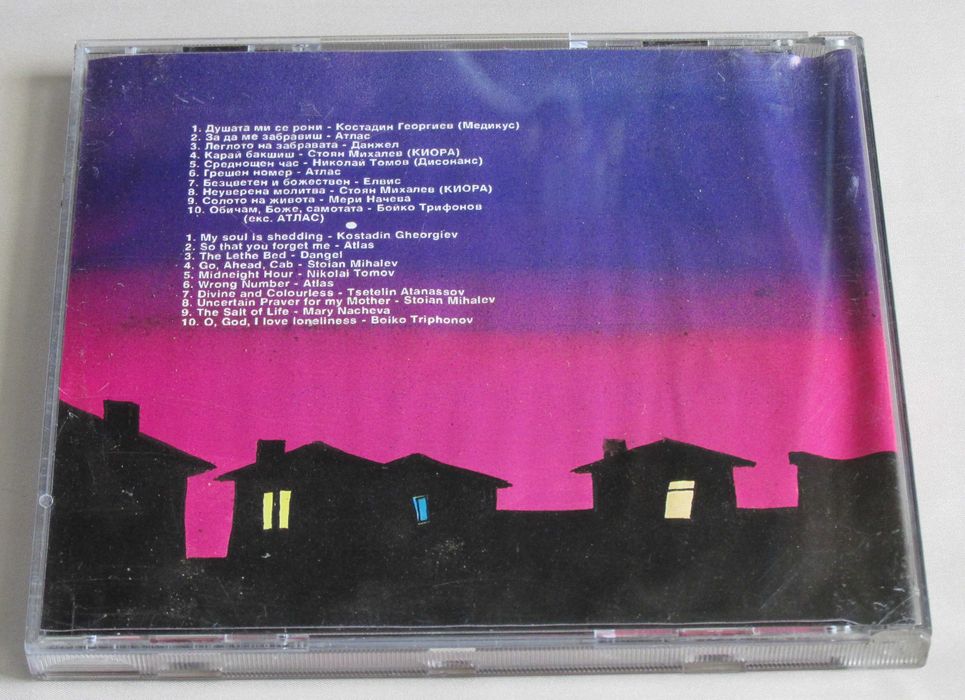 1. Душата ми се рони - Костадин Георгиев (Медикус)
2. За да ме забравиш - Атлас
3. Леглото на забравата - Данжел
4. Карай бакшиш - Стоян Михалев (КИОРА)
5. Среднощен час - Николай Томов (Дисонанс)
6. Грешен номер - Атлас
7. Безцветен и божествен - Елвис
8. Неуверена молитва - Стоян Михалев (КИОРА)
9. Солото на живота - Мери Начева
10. Обичам, Боже, самотата - Бойко Трифонов
(екс. АТЛАС)
1. My soul is shedding - Kostadin Gheorgiev
2. So that you forget me - Atlas
3. The Lethe Bed - Dangel
4. Go, Ahead, Cab - Stoian Mihalev
5. Midneight Hour - Nikolai Tomov
6. Wrong Number - Atlas
7. Divine and Colourless - Tsetelin Atanassov
8. Uncertain Praver for my Mother - Stoian Mihalev
9. The Salt of Life - Mary Nacheva
10. O, God, I love loneliness - Boiko Triphonov